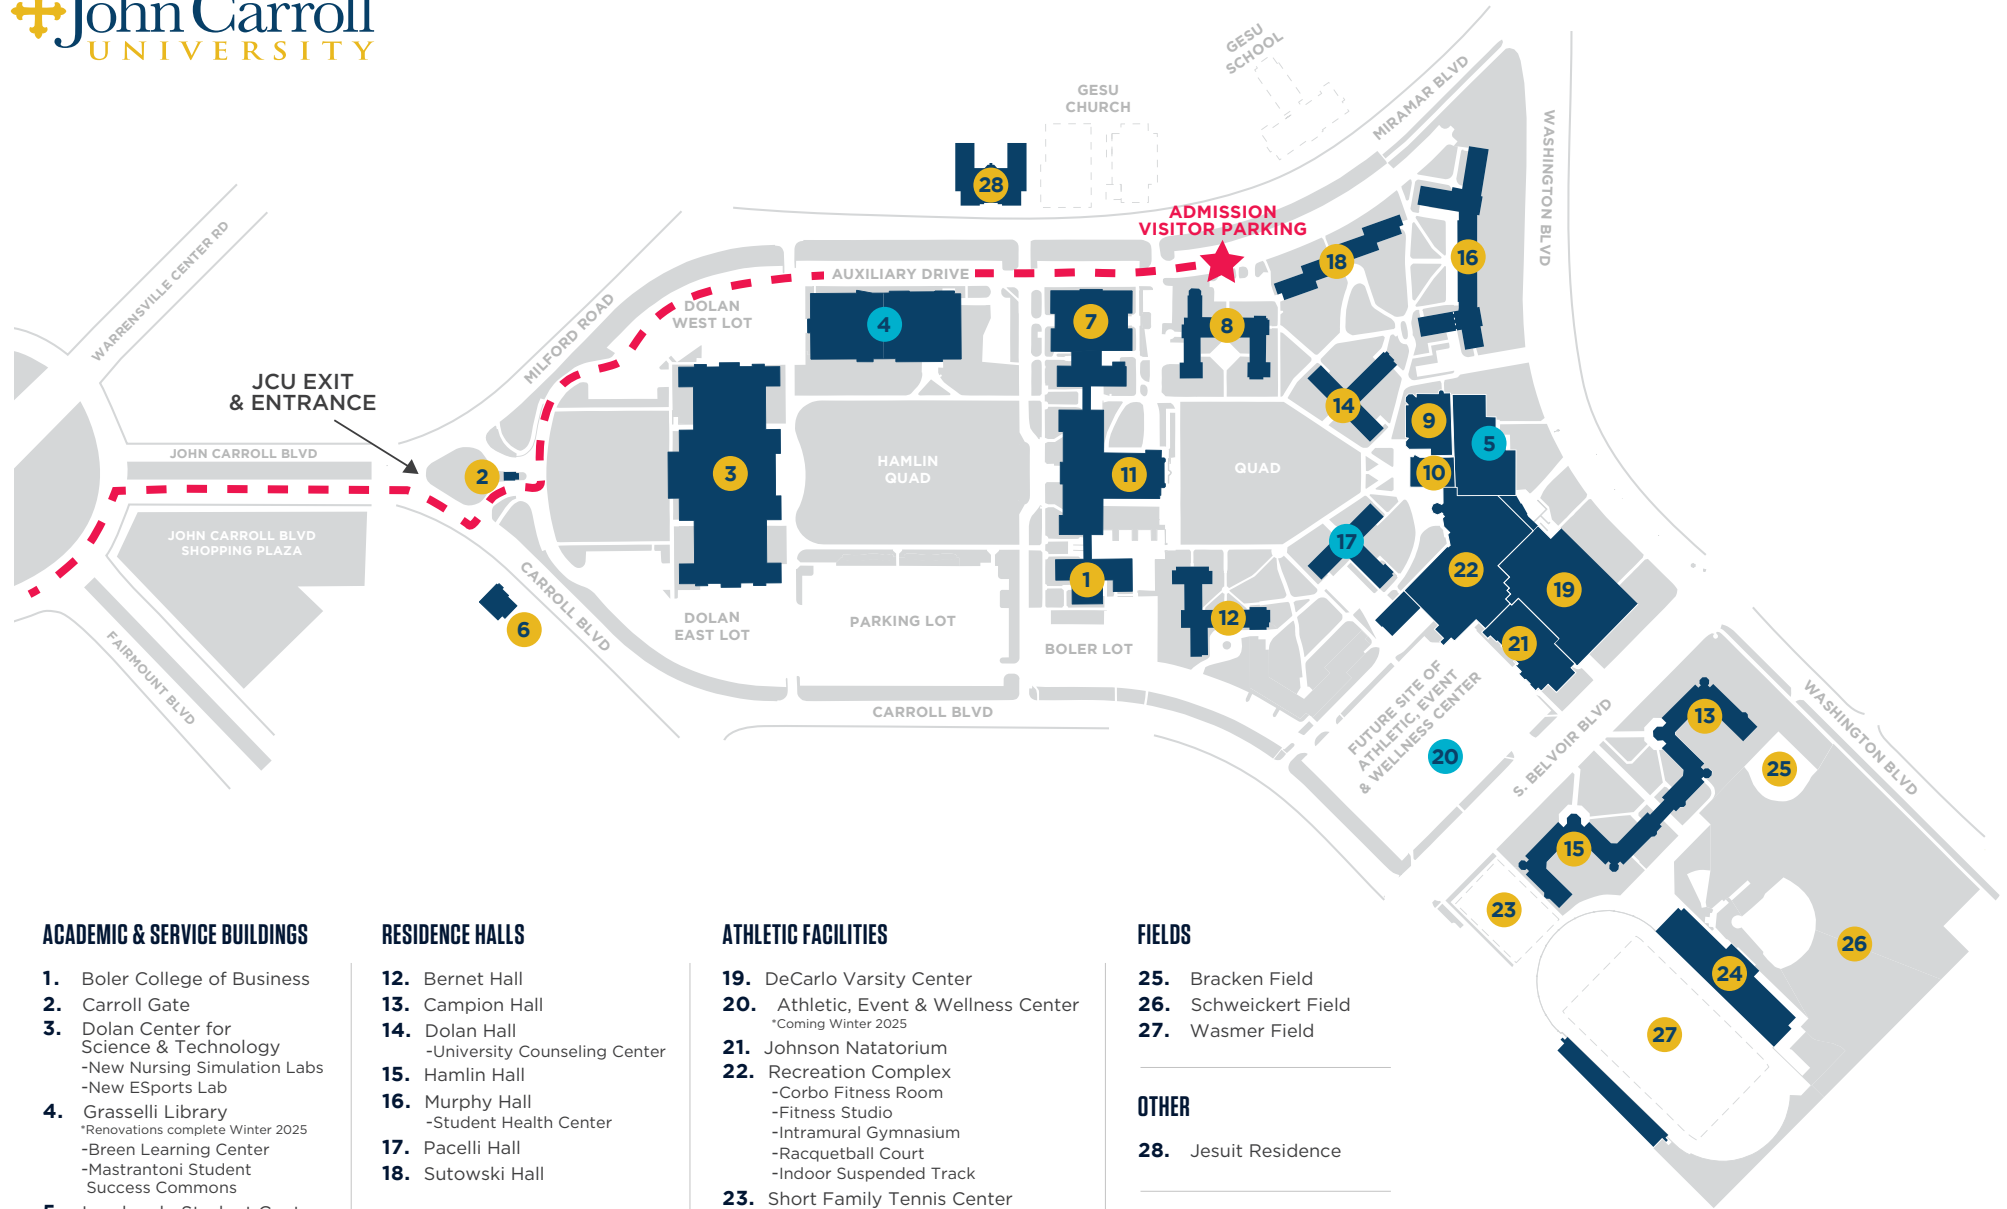 John Carroll
UNIVERSITY
GESU
SCHOOL
GESU
CHURCH
MIRAMAR BLVD
WASHINGTON BLVD
WARRENSVILLE CENTER RD
28
ADMISSION
VISITOR PARKING
18
16
AUXILIARY DRIVE
DOLAN
WEST LOT
4
7
8
MILFORD ROAD
JCU EXIT
& ENTRANCE
14
9
5
JOHN CARROLL BLVD
2
3
HAMLIN
QUAD
11
QUAD
10
JOHN CARROLL BLVD
SHOPPING PLAZA
17
22
19
CARROLL BLVD
1
6
DOLAN
EAST LOT
PARKING LOT
BOLER LOT
12
21
FAIRMOUNT BLVD
CARROLL BLVD
FUTURE SITE OF
ATHLETIC, EVENT
& WELLNESS CENTER
20
S. BELVOIR BLVD
13
WASHINGTON BLVD
25
15
23
26
24
27
ACADEMIC & SERVICE BUILDINGS
1. Boler College of Business
2. Carroll Gate
3. Dolan Center for
Science & Technology
-New Nursing Simulation Labs
-New ESports Lab
4. Grasselli Library
*Renovations complete Winter 2025
-Breen Learning Center
-Mastrantoni Student
Success Commons
RESIDENCE HALLS
12. Bernet Hall
13. Campion Hall
14. Dolan Hall
-University Counseling Center
15. Hamlin Hall
16. Murphy Hall
-Student Health Center
17. Pacelli Hall
18. Sutowski Hall
ATHLETIC FACILITIES
19. DeCarlo Varsity Center
20. Athletic, Event & Wellness Center
*Coming Winter 2025
21. Johnson Natatorium
22. Recreation Complex
-Corbo Fitness Room
-Fitness Studio
-Intramural Gymnasium
-Racquetball Court
-Indoor Suspended Track
23. Short Family Tennis Center
FIELDS
25. Bracken Field
26. Schweickert Field
27. Wasmer Field
OTHER
28. Jesuit Residence